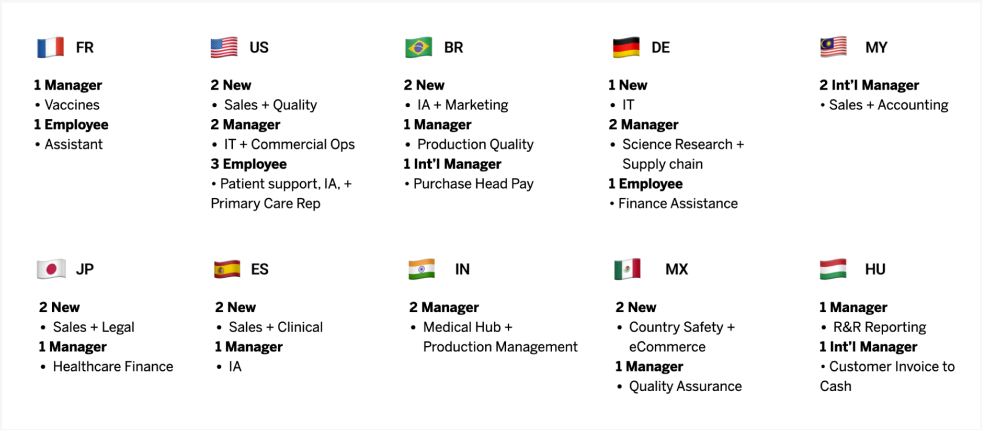 FR
1 Manager
• Vaccines
1 Employee
• Assistant
US
2 New
• Sales + Quality
2 Manager
• IT + Commercial Ops
3 Employee
• Patient support, IA, +
Primary Care Rep
BR
2 New
• IA + Marketing
1 Manager
• Production Quality
1 Int'l Manager
• Purchase Head Pay
DE
1 New
• IT
2 Manager
• Science Research +
Supply chain
1 Employee
• Finance Assistance
MY
2 Int'l Manager
• Sales + Accounting
JP
2 New
• Sales + Legal
1 Manager
• Healthcare Finance
ES
2 New
• Sales + Clinical
1 Manager
• IA
IN
2 Manager
• Medical Hub +
Production Management
MX
2 New
• Country Safety +
eCommerce
1 Manager
• Quality Assurance
HU
1 Manager
• R&R Reporting
1 Int'l Manager
• Customer Invoice to
Cash